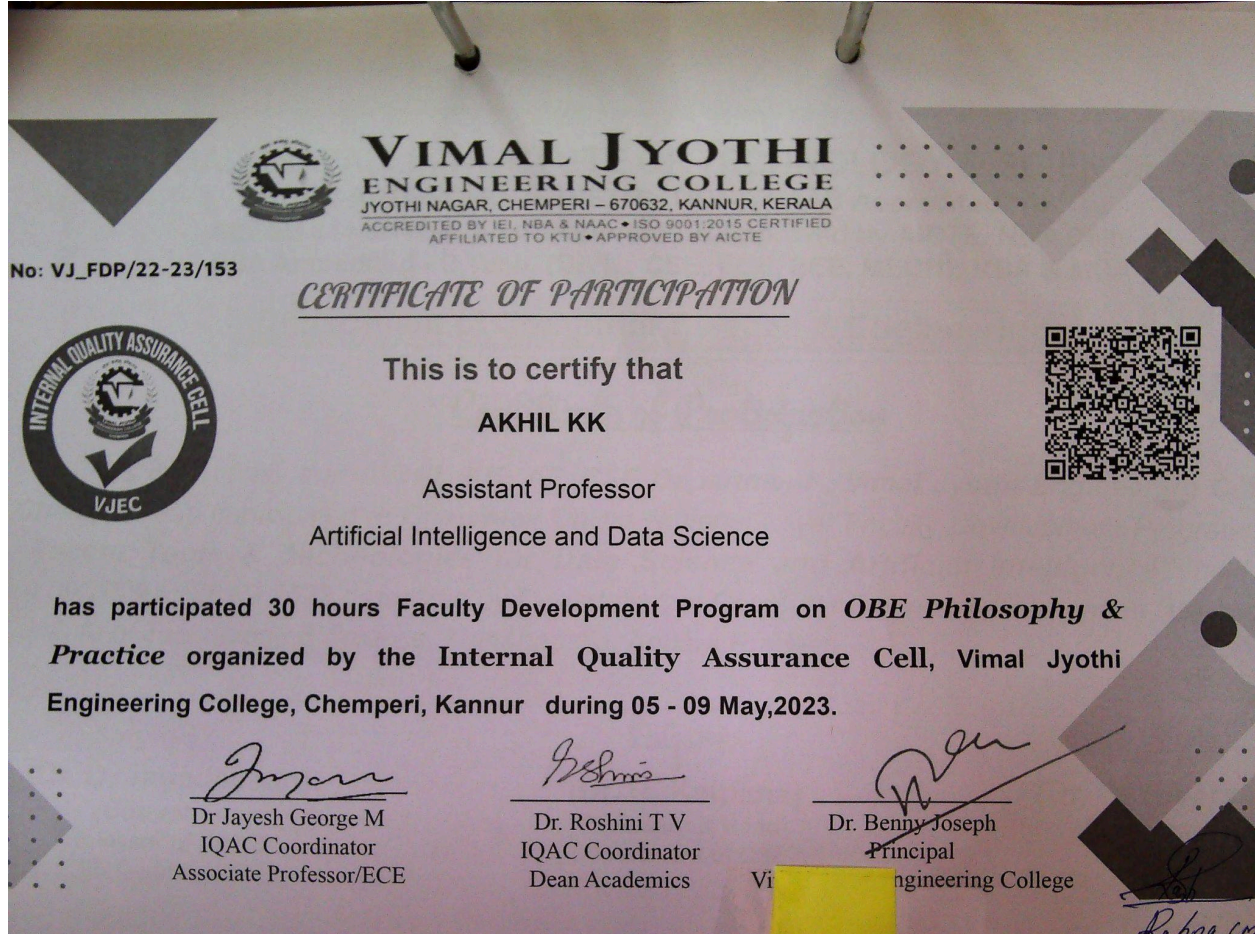 VIMAL JYOTHI
ENGINEERING COLLEGE
JYOTHI NAGAR, CHEMPERI – 670632, KANNUR, KERALA
ACCREDITED BY IEI, NBA & NAAC ◆ ISO 9001:2015 CERTIFIED
AFFILIATED TO KTU ◆ APPROVED BY AICTE
No: VJ_FDP/22-23/153
CERTIFICATE OF PARTICIPATION
INTERNAL QUALITY ASSURANCE CELL
VJEC
This is to certify that
AKHIL KK
Assistant Professor
Artificial Intelligence and Data Science
has participated 30 hours Faculty Development Program on OBE Philosophy &
Practice organized by the Internal Quality Assurance Cell, Vimal Jyothi
Engineering College, Chemperi, Kannur during 05 - 09 May,2023.
Dr Jayesh George M
IQAC Coordinator
Associate Professor/ECE
Dr. Roshini T V
IQAC Coordinator
Dean Academics
Dr. Benny Joseph
Principal
Vi ngineering College